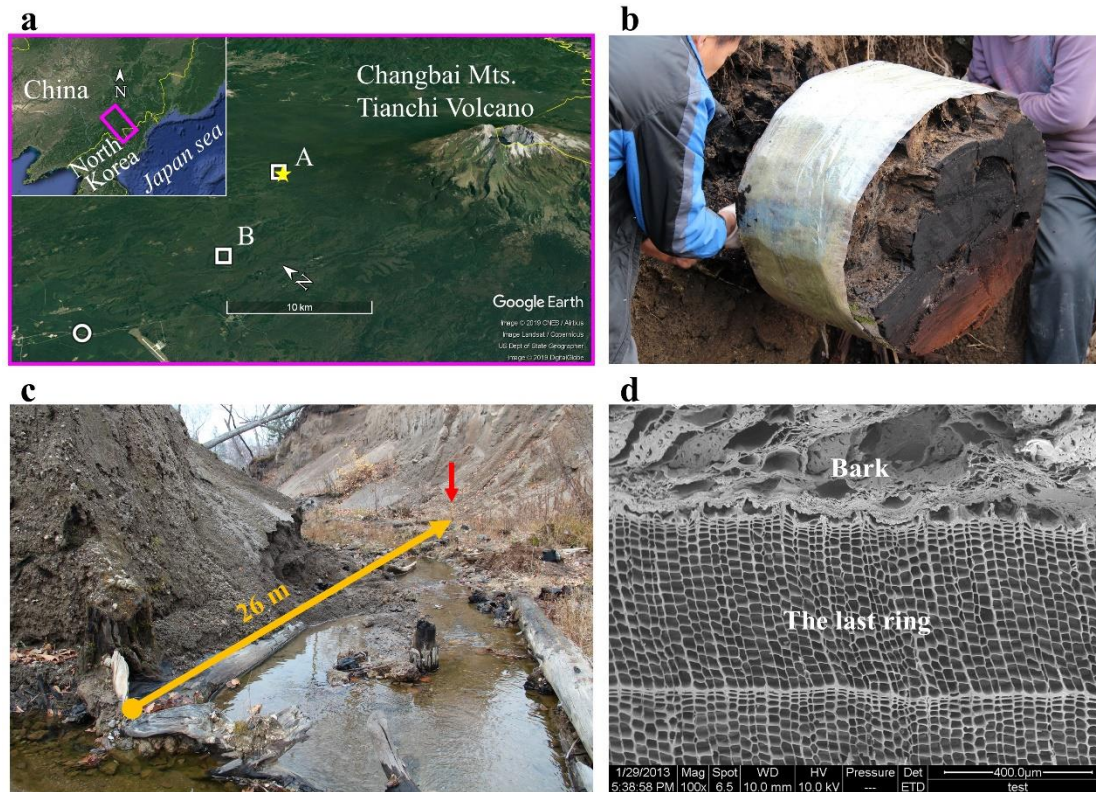 a
China
N
North
Korea
Japan sea
Changbai Mts.
Tianchi Volcano
A
B
N
10 km
Google Earth
Image © 2019 CNES / Airbus
Image Landsat / Copernicus
US Dept of State Geographer
Image © 2019 DigitalGlobe
b
c
26 m
d
Bark
The last ring
1/29/2013 Mag Spot WD HV Pressure Det 400.0µm
5:38:58 PM 100x 6.5 10.0 mm 10.00 kV --- ETD test